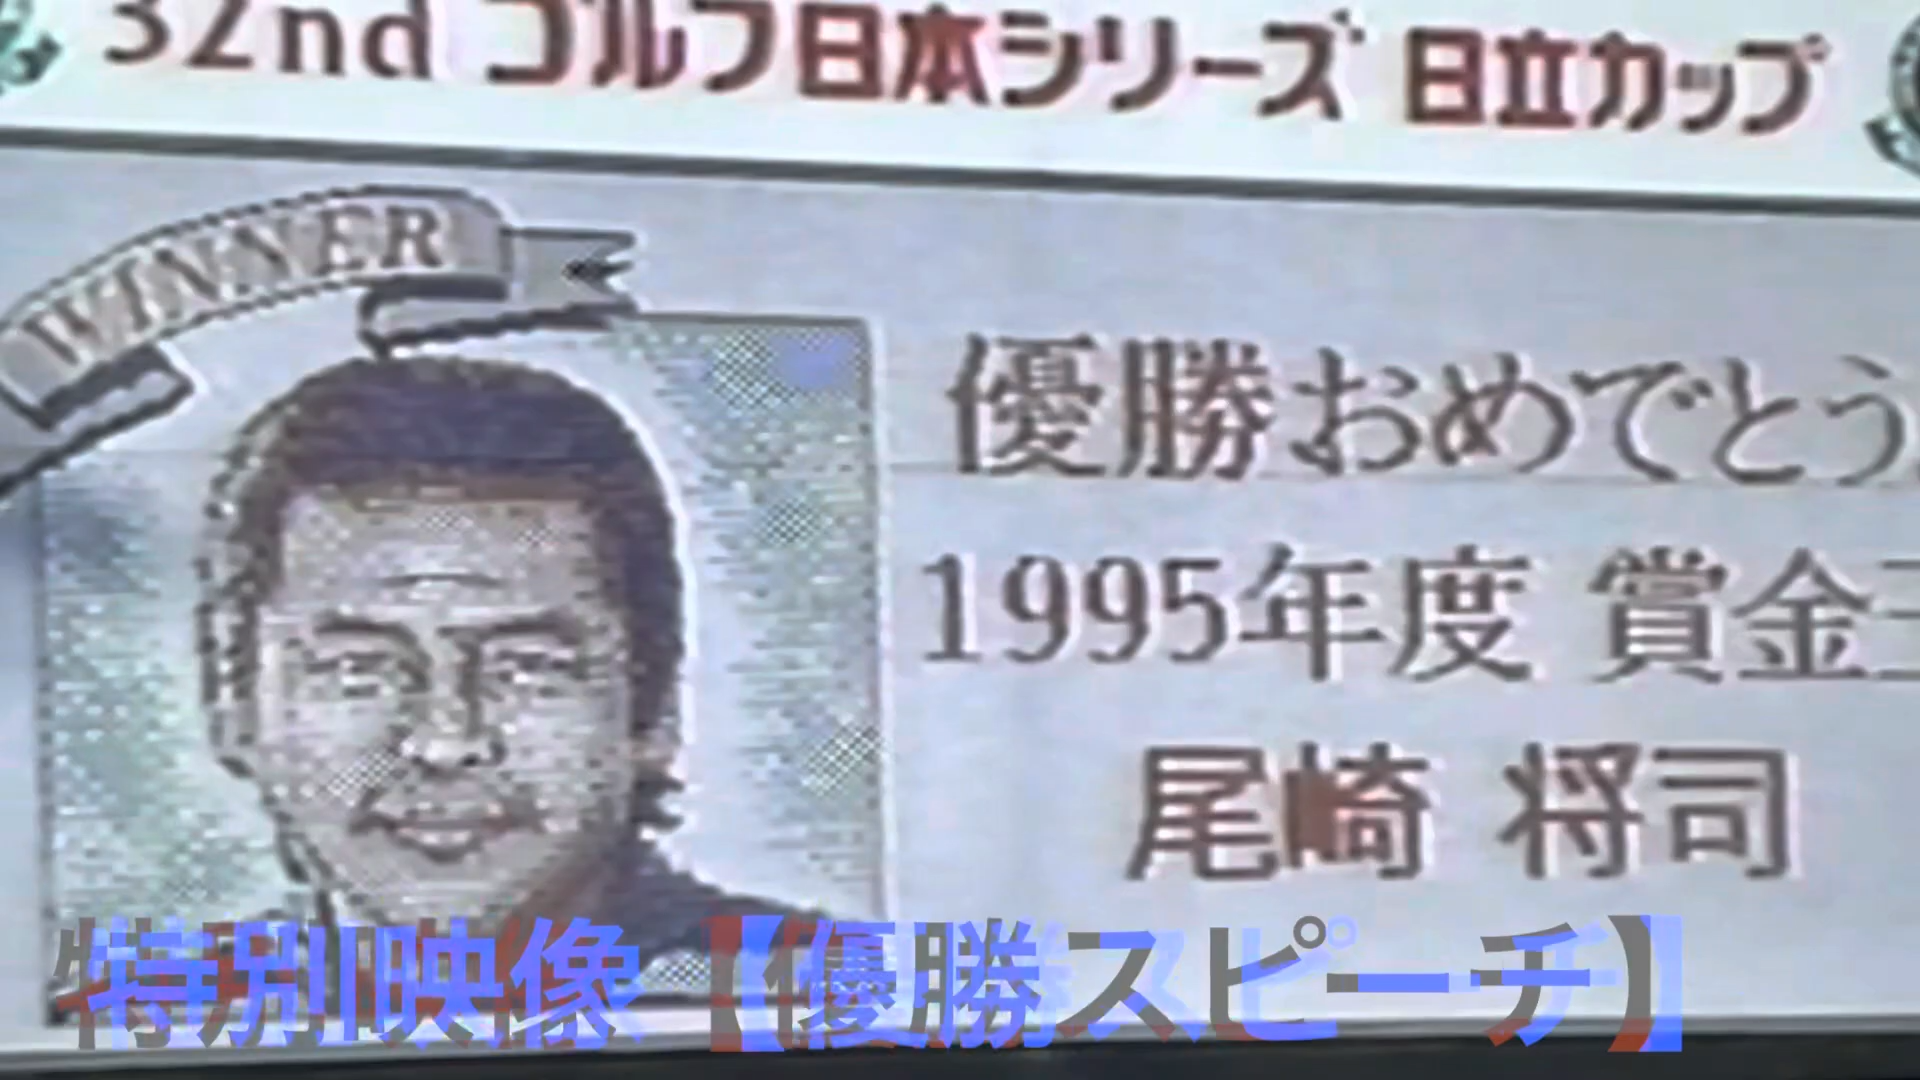 32nd ゴルフ日本シリーズ 日立カップ
WINNER
優勝おめでとう
1995年度 賞金
尾崎 将司
特別映像【優勝スピーチ】